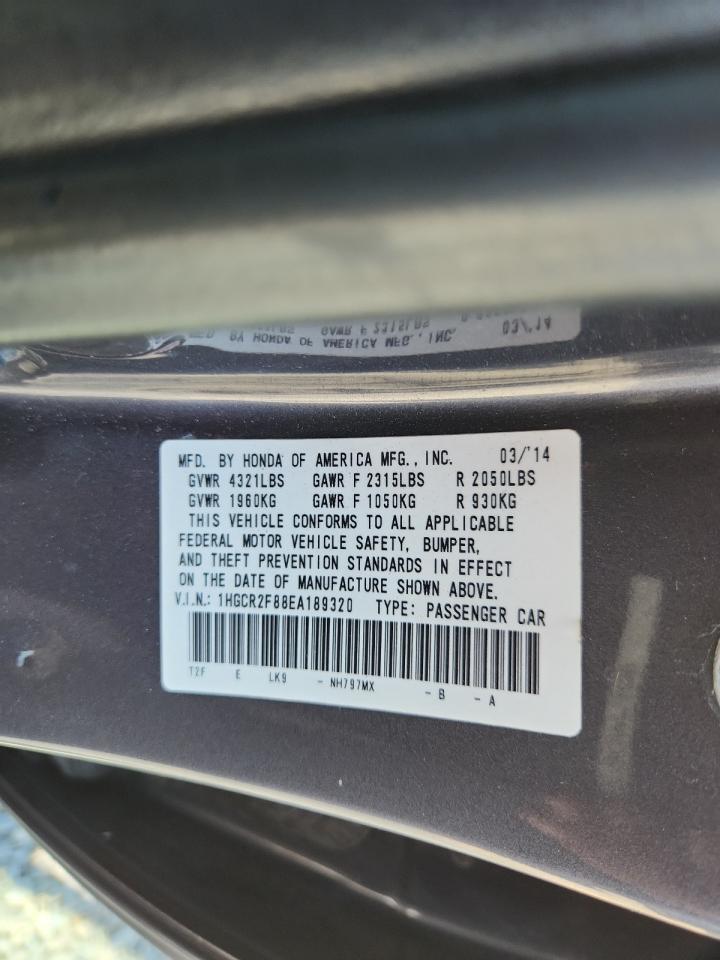 MFD. BY HONDA OF AMERICA MFG., INC. 03/'14
GVWR 4321LBS GAWR F 2315LBS R 2050LBS
GVWR 1960KG GAWR F 1050KG R 930KG
THIS VEHICLE CONFORMS TO ALL APPLICABLE
FEDERAL MOTOR VEHICLE SAFETY, BUMPER,
AND THEFT PREVENTION STANDARDS IN EFFECT
ON THE DATE OF MANUFACTURE SHOWN ABOVE.
V.I.N.: 1HGCR2F88EA189320 TYPE: PASSENGER CAR
T2F E LK9 - NH797MX - B - A